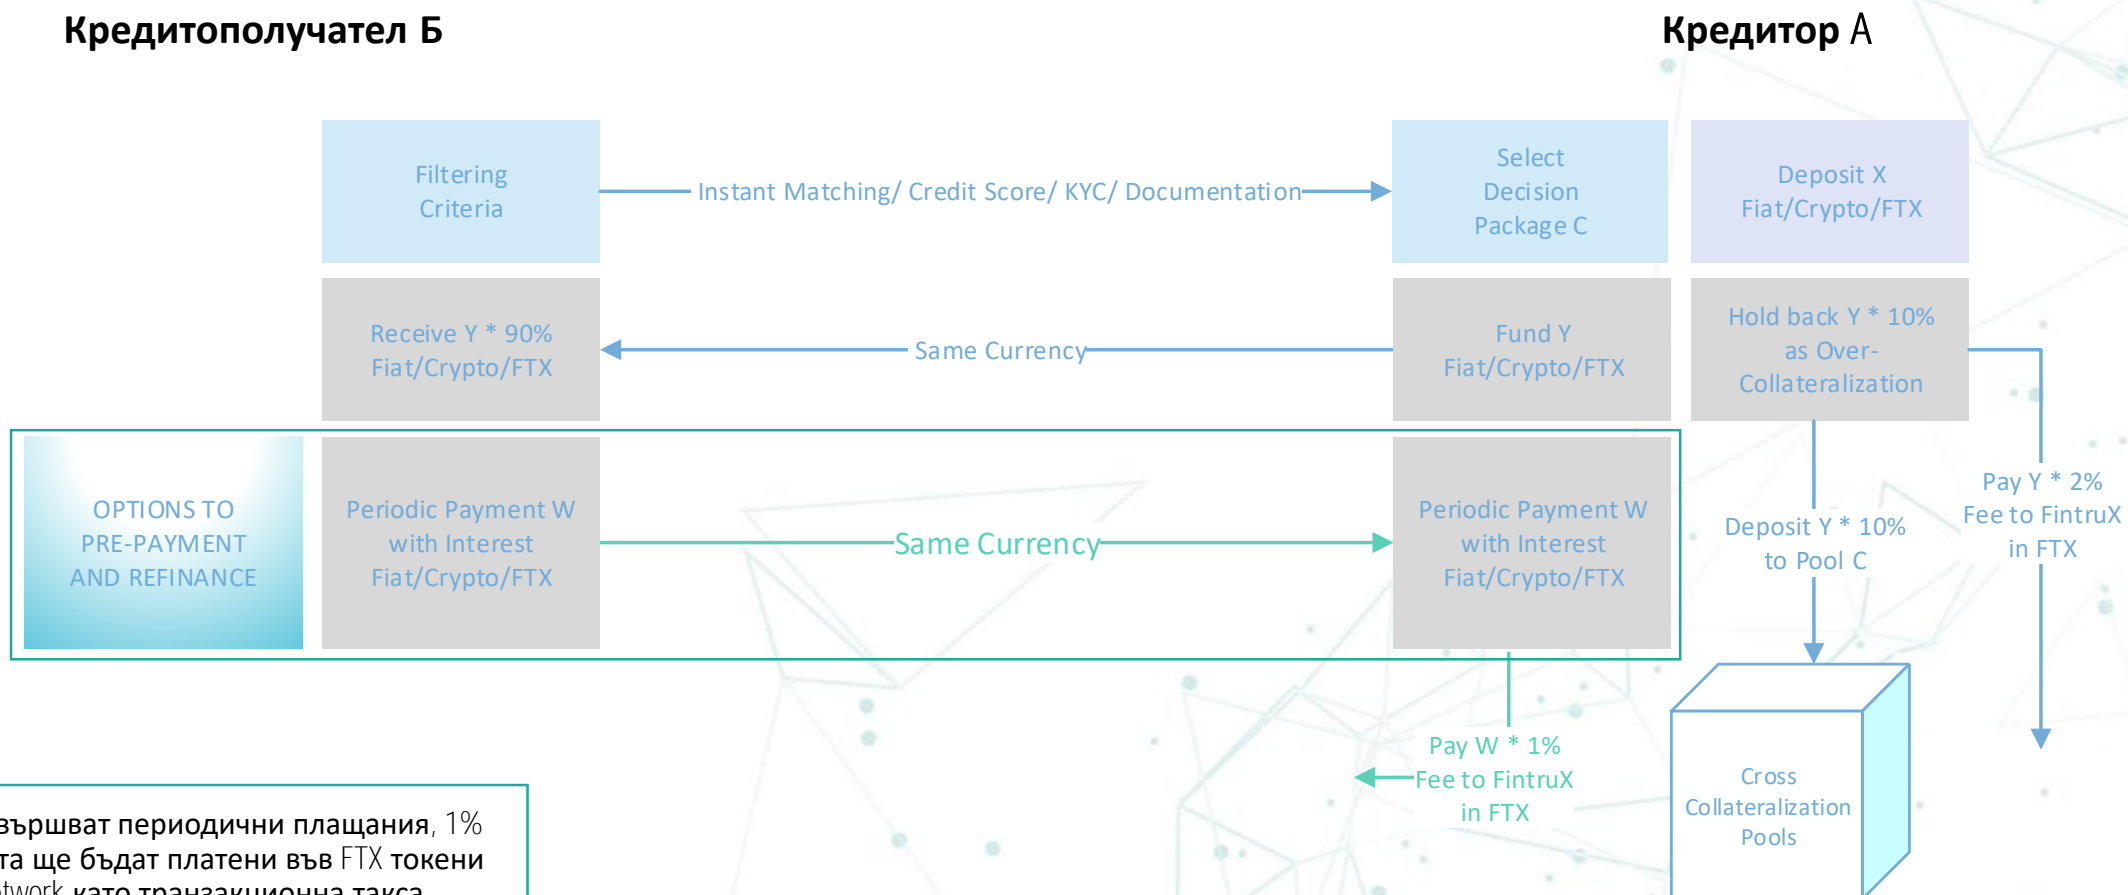 Кредитополучател Б
Кредитор А
Filtering
Criteria
Instant Matching/ Credit Score/ KYC/ Documentation
Select
Decision
Package C
Deposit X
Fiat/Crypto/FTX
Receive Y * 90%
Fiat/Crypto/FTX
Same Currency
Fund Y
Fiat/Crypto/FTX
Hold back Y * 10%
as Over-
Collateralization
OPTIONS TO
PRE-PAYMENT
AND REFINANCE
Periodic Payment W
with Interest
Fiat/Crypto/FTX
Same Currency
Periodic Payment W
with Interest
Fiat/Crypto/FTX
Deposit Y * 10%
to Pool C
Pay Y * 2%
Fee to FintruX
in FTX
Pay W * 1%
Fee to FintruX
in FTX
Cross
Collateralization
Pools
периодични плащания, 1%
ще бъдат платени във FTX токени
като транзакционна такса